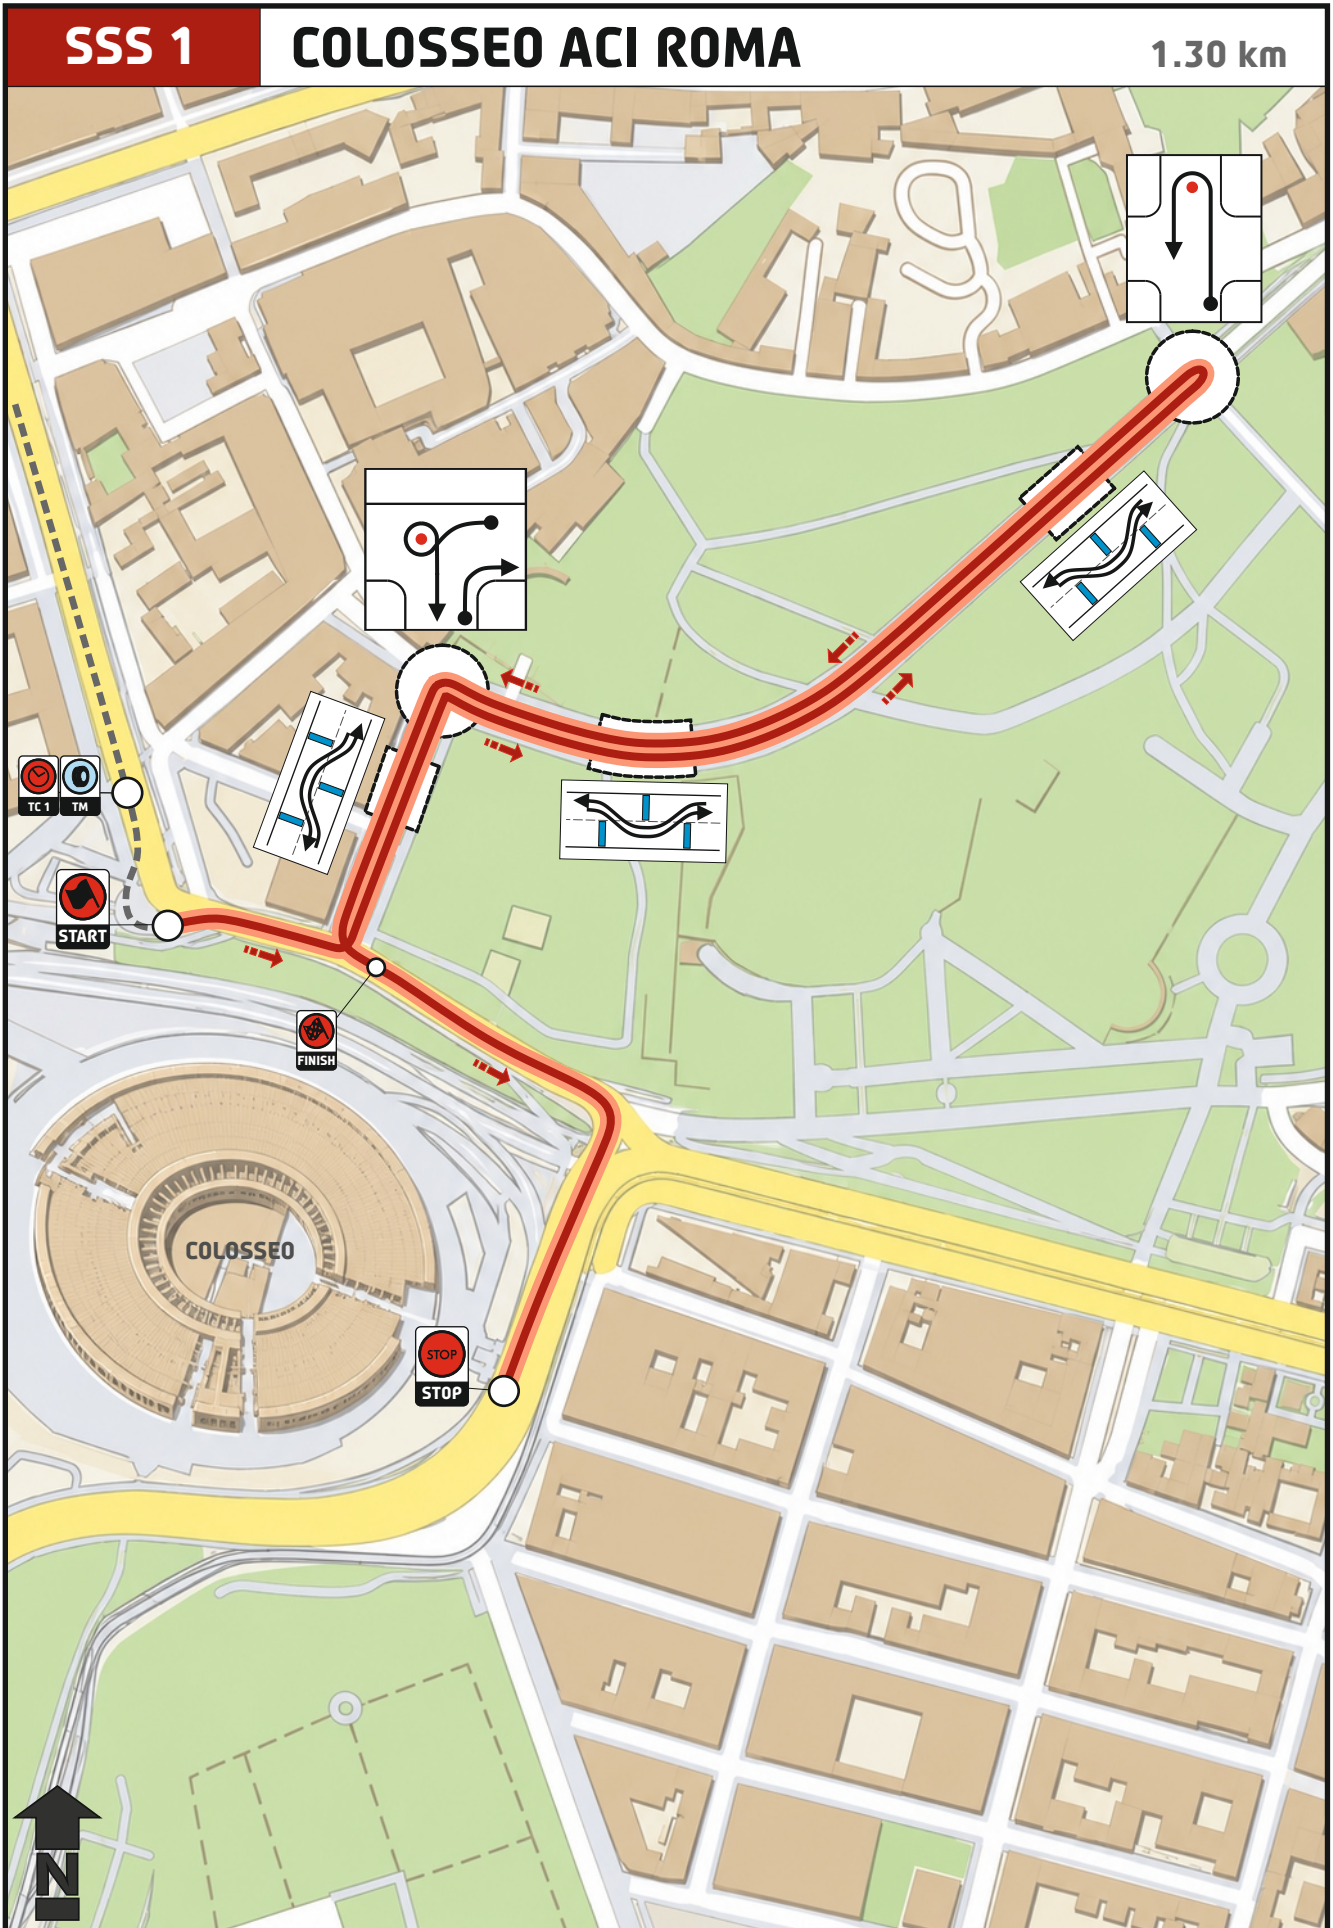 SSS 1
COLOSSEO ACI ROMA
1.30 km
TC 1
TM
START
FINISH
COLOSSEO
STOP
STOP
N